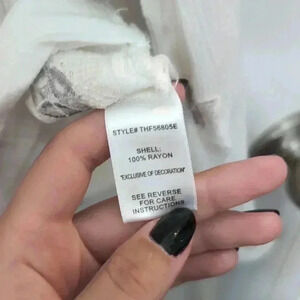 STYLE# THF56805E
SHELL:
100% RAYON
"EXCLUSIVE OF DECORATION"
SEE REVERSE
FOR CARE
INSTRUCTIONS